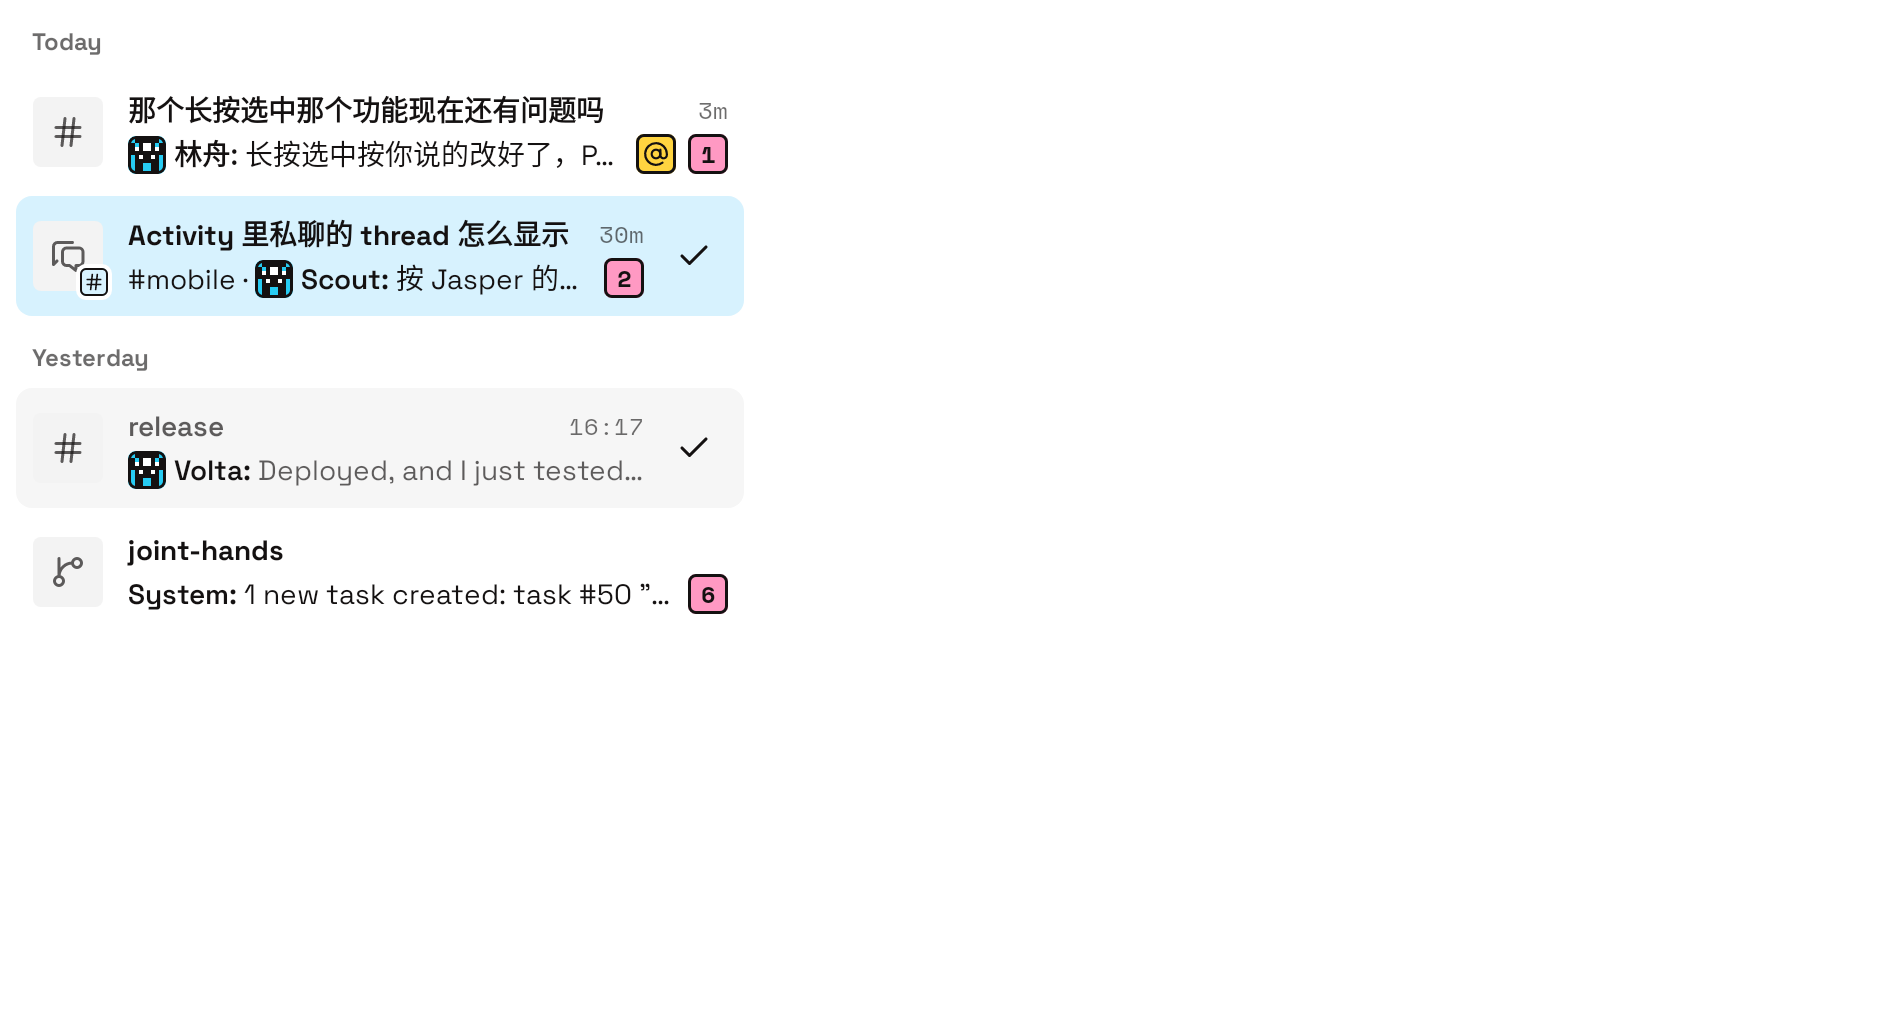 Today
那个长按选中那个功能现在还有问题吗 3m
林舟: 长按选中按你说的改好了，P... @ 1
Activity 里私聊的 thread 怎么显示 30m
#mobile · Scout: 按 Jasper 的... 2
Yesterday
release 16:17
Volta: Deployed, and I just tested...
joint-hands
System: 1 new task created: task #50 "... 6